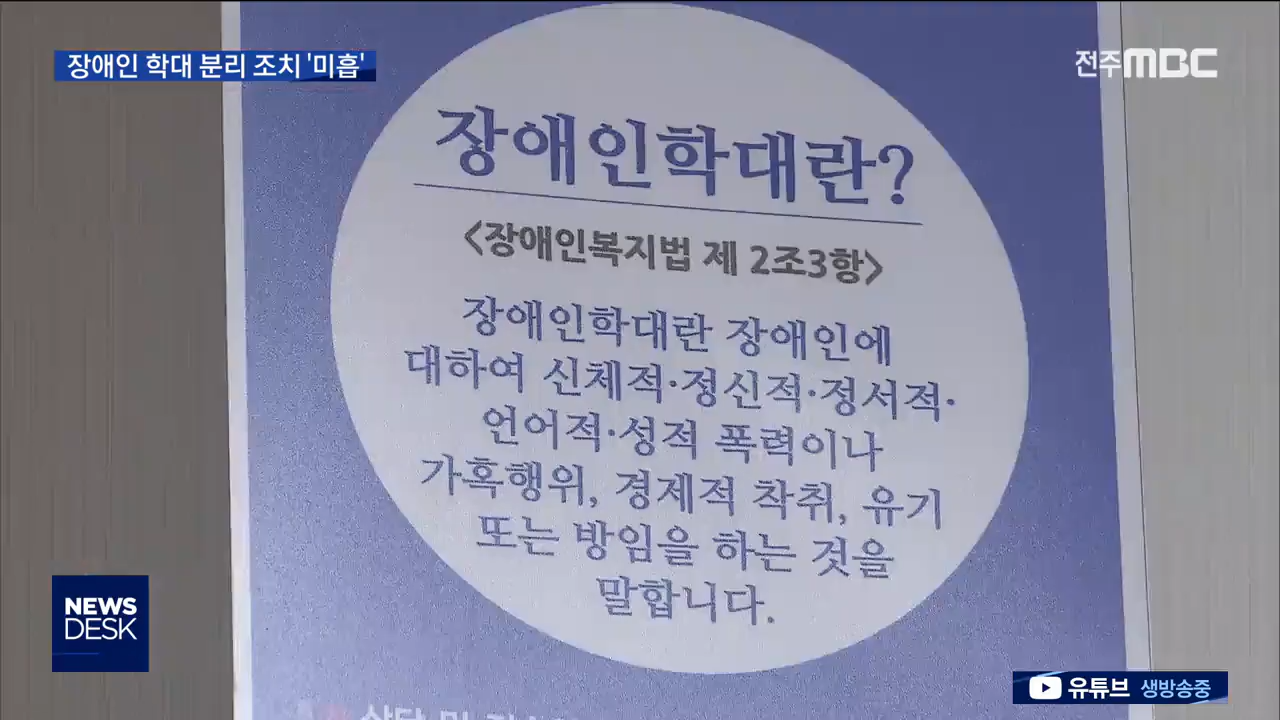 장애인 학대 분리 조치 '미흡'
전주MBC
장애인학대란?
<장애인복지법 제 2조3항>
장애인학대란 장애인에
대하여 신체적·정신적·정서적·
언어적·성적 폭력이나
가혹행위, 경제적 착취, 유기
또는 방임을 하는 것을
말합니다.
NEWS
DESK
유튜브 생방송중